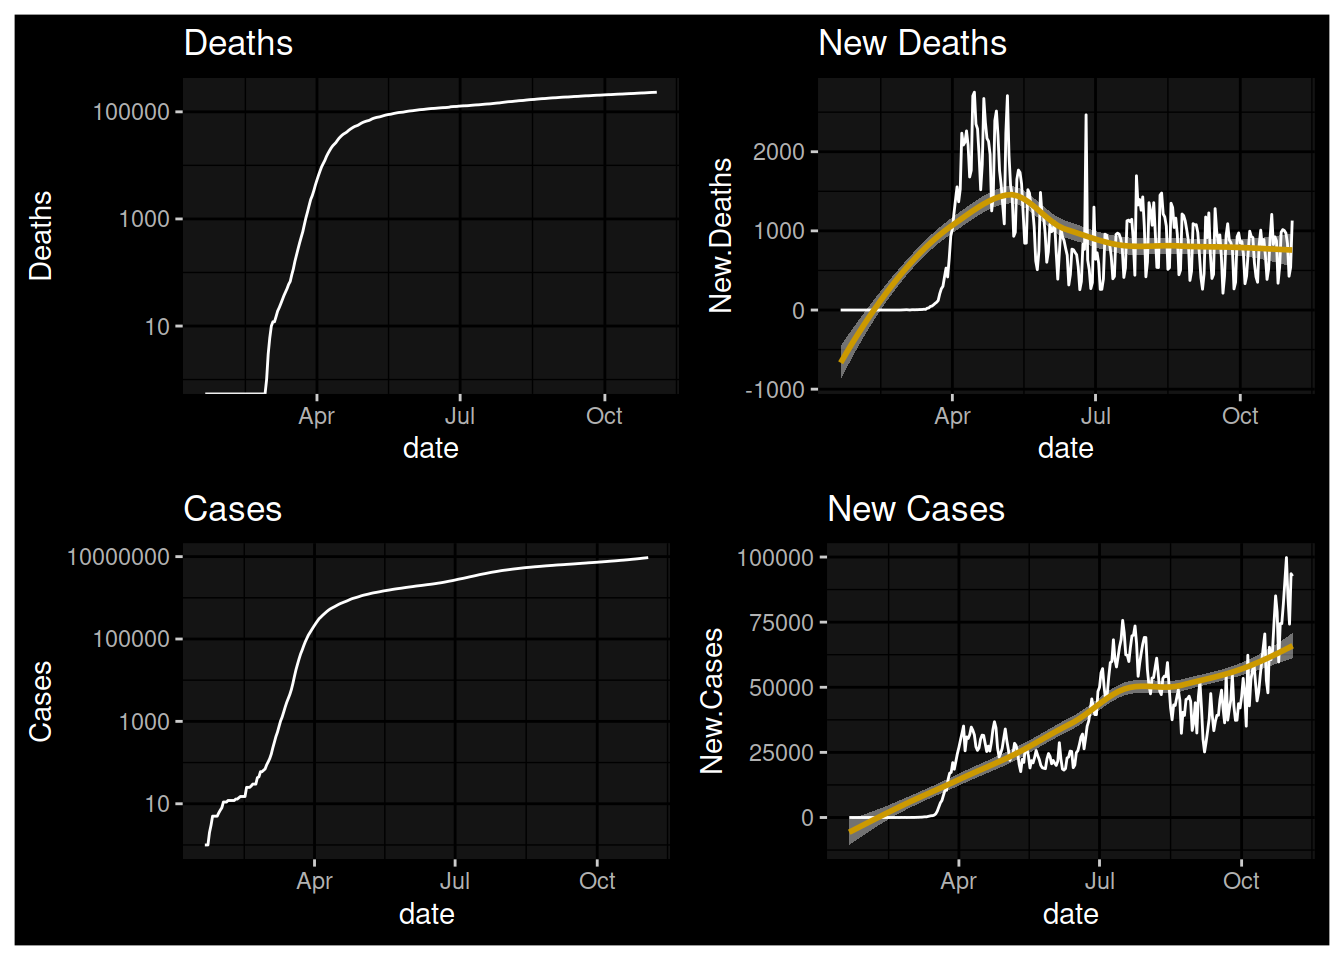 Deaths
Deaths
100000
1000
10
Apr Jul Oct
date
New Deaths
New.Deaths
2000
1000
0
-1000
Apr Jul Oct
date
Cases
Cases
10000000
100000
1000
10
Apr Jul Oct
date
New Cases
New.Cases
100000
75000
50000
25000
0
Apr Jul Oct
date